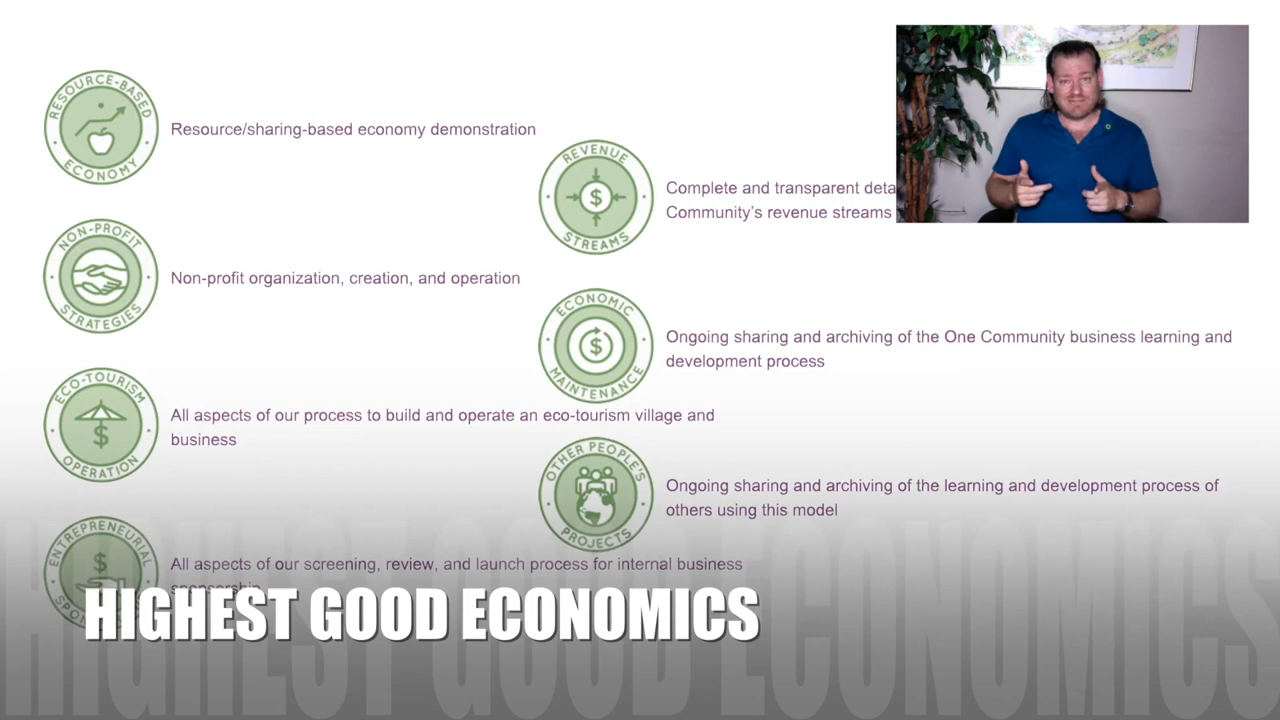 RESOURCE-BASED
ECONOMY
Resource/sharing-based economy demonstration
REVENUE
STREAMS
Complete and transparent deta
Community's revenue streams
NON-PROFIT
STRATEGIES
Non-profit organization, creation, and operation
ECONOMIC
MAINTENANCE
Ongoing sharing and archiving of the One Community business learning and
development process
ECO-TOURISM
OPERATION
All aspects of our process to build and operate an eco-tourism village and
business
OTHER PEOPLE'S
PROJECTS
Ongoing sharing and archiving of the learning and development process of
others using this model
ENTREPRENEURIAL
All aspects of our screening, review, and launch process for internal business
sponsorship
HIGHEST GOOD ECONOMICS
HIGHEST GOOD ECONOMICS